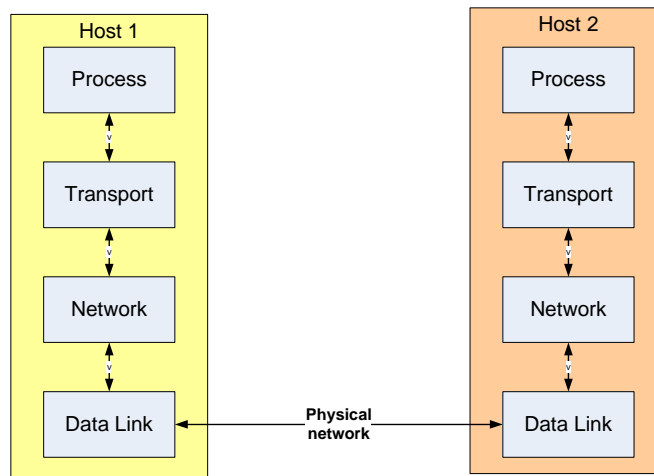 Host 1
Process
v
Transport
v
Network
v
Data Link
Physical
network
Host 2
Process
v
Transport
v
Network
v
Data Link